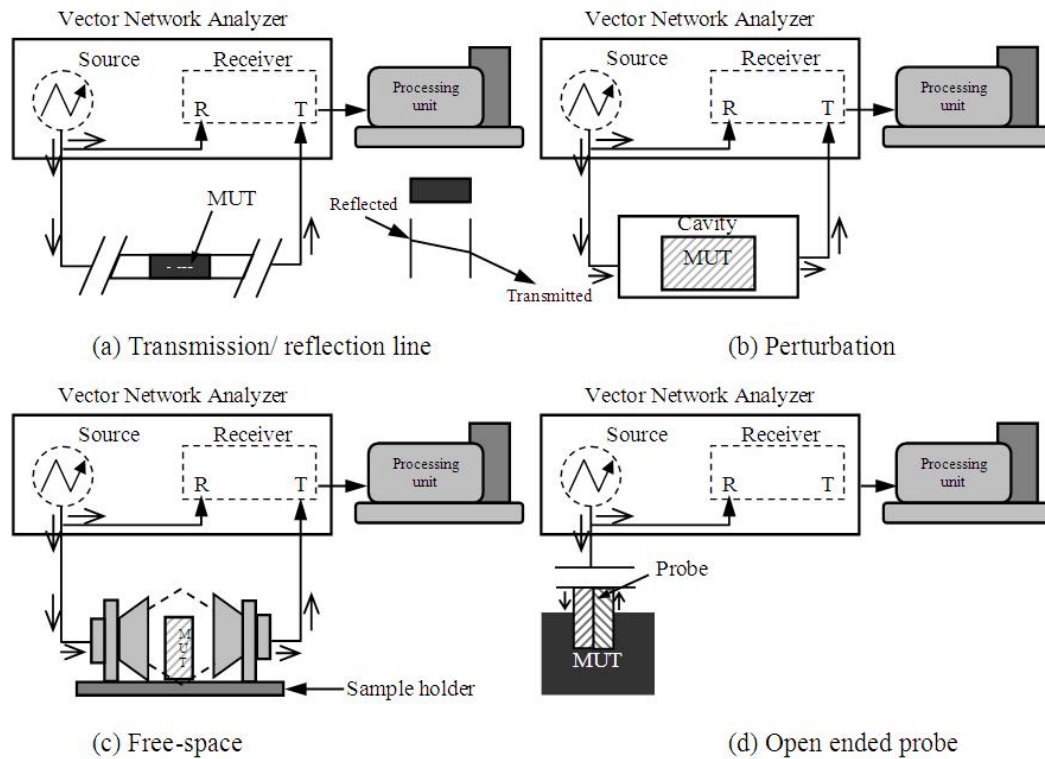 Vector Network Analyzer
Source
Receiver
R
T
Processing
unit
MUT
Reflected
Transmitted
(a) Transmission/ reflection line
Vector Network Analyzer
Source
Receiver
R
T
Processing
unit
Cavity
MUT
(b) Perturbation
Vector Network Analyzer
Source
Receiver
R
T
Processing
unit
M
U
T
Sample holder
(c) Free-space
Vector Network Analyzer
Source
Receiver
R
T
Processing
unit
Probe
MUT
(d) Open ended probe